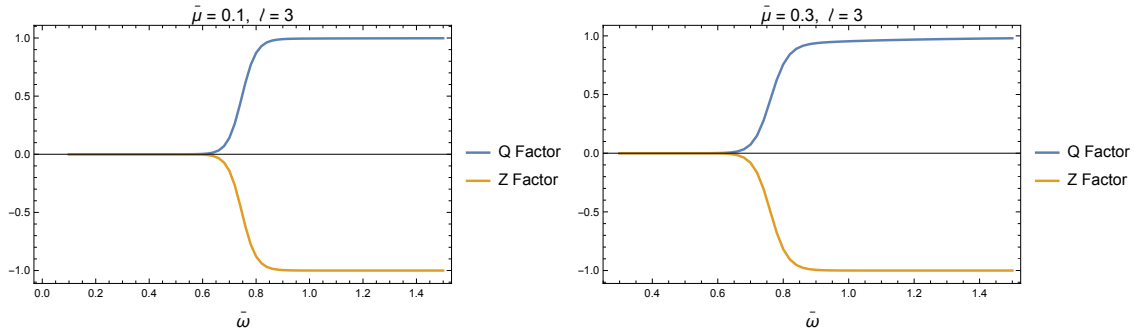 μ̄ = 0.1, ℓ = 3
1.0
0.5
0.0
−0.5
−1.0
0.0 0.2 0.4 0.6 0.8 1.0 1.2 1.4
ω̄
Q Factor
Z Factor
μ̄ = 0.3, ℓ = 3
1.0
0.5
0.0
−0.5
−1.0
0.4 0.6 0.8 1.0 1.2 1.4
ω̄
Q Factor
Z Factor